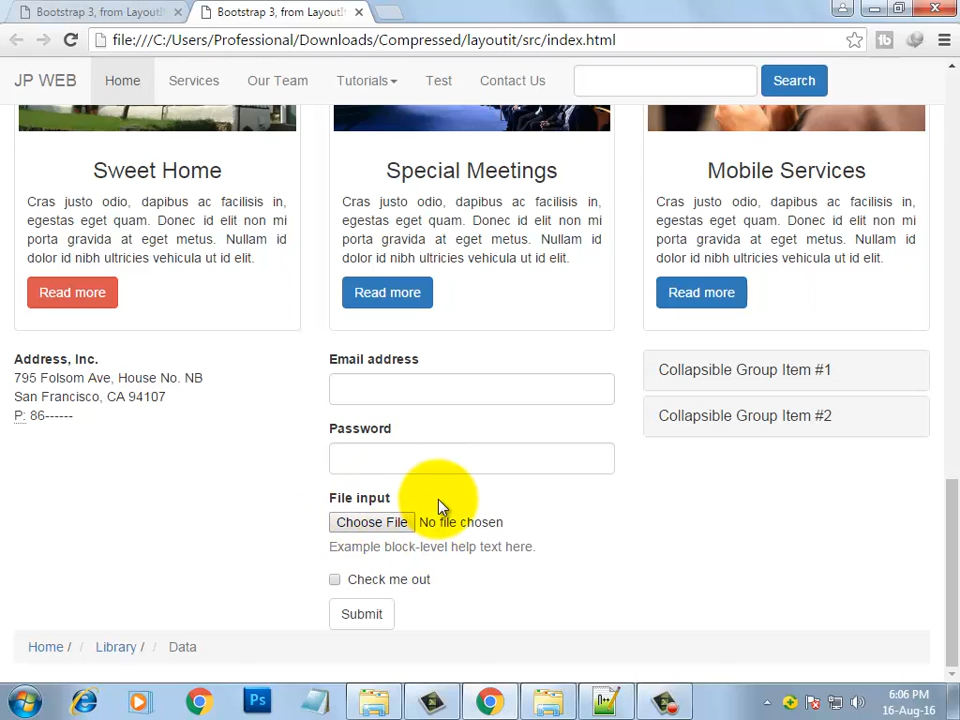 Bootstrap 3, from LayoutI
Bootstrap 3, from LayoutI
file:///C:/Users/Professional/Downloads/Compressed/layoutit/src/index.html
JP WEB Home Services Our Team Tutorials Test Contact Us Search
Sweet Home
Cras justo odio, dapibus ac facilisis in,
egestas eget quam. Donec id elit non mi
porta gravida at eget metus. Nullam id
dolor id nibh ultricies vehicula ut id elit.
Read more
Special Meetings
Cras justo odio, dapibus ac facilisis in,
egestas eget quam. Donec id elit non mi
porta gravida at eget metus. Nullam id
dolor id nibh ultricies vehicula ut id elit.
Read more
Mobile Services
Cras justo odio, dapibus ac facilisis in,
egestas eget quam. Donec id elit non mi
porta gravida at eget metus. Nullam id
dolor id nibh ultricies vehicula ut id elit.
Read more
Address, Inc.
795 Folsom Ave, House No. NB
San Francisco, CA 94107
P: 86------
Email address
Password
File input
Choose File No file chosen
Example block-level help text here.
Check me out
Submit
Collapsible Group Item #1
Collapsible Group Item #2
Home / / Library / / Data
Ps
6:06 PM
16-Aug-16